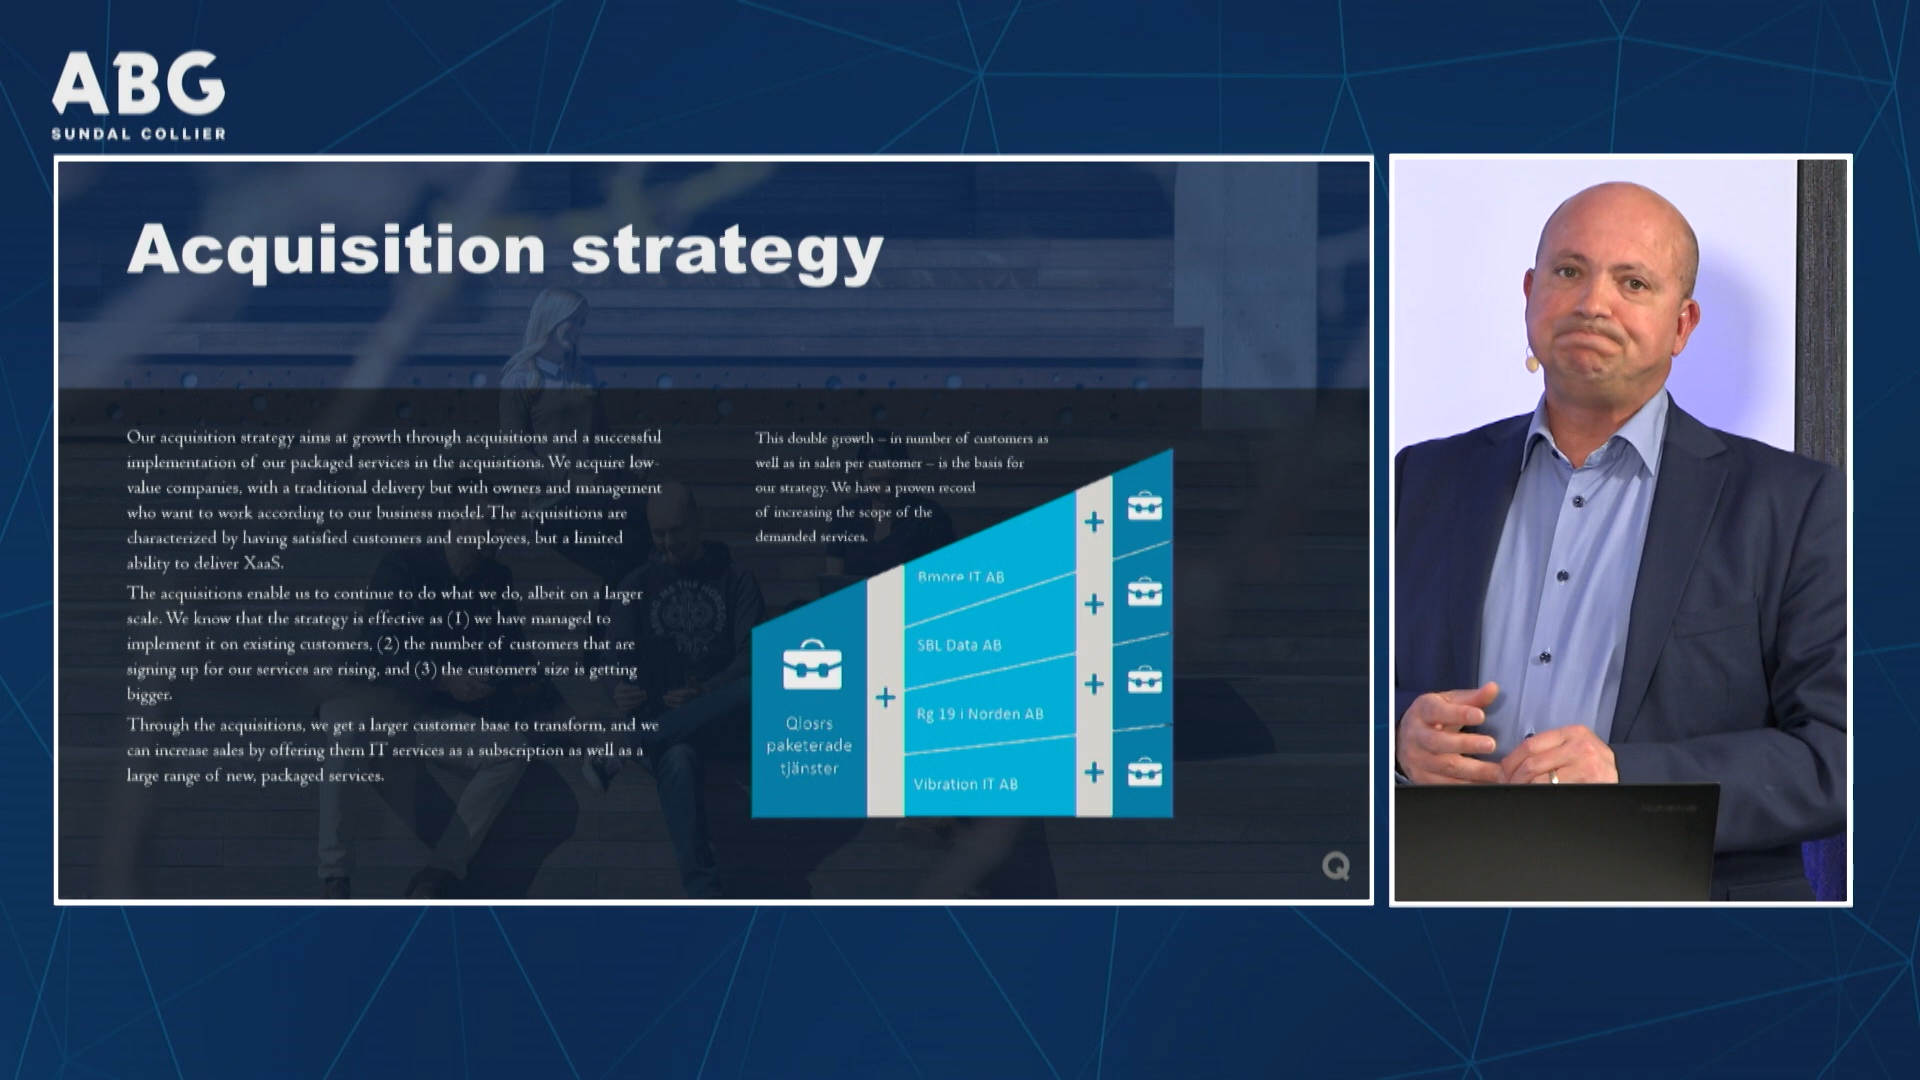 ABG
SUNDAL COLLIER
Acquisition strategy
Our acquisition strategy aims at growth through acquisitions and a successful
implementation of our packaged services in the acquisitions. We acquire low-
value companies, with a traditional delivery but with owners and management
who want to work according to our business model. The acquisitions are
characterized by having satisfied customers and employees, but a limited
ability to deliver XaaS.
The acquisitions enable us to continue to do what we do, albeit on a larger
scale. We know that the strategy is effective as (1) we have managed to
implement it on existing customers, (2) the number of customers that are
signing up for our services are rising, and (3) the customers' size is getting
bigger.
Through the acquisitions, we get a larger customer base to transform, and we
can increase sales by offering them IT services as a subscription as well as a
large range of new, packaged services.
This double growth – in number of customers as
well as in sales per customer – is the basis for
our strategy. We have a proven record
of increasing the scope of the
demanded services.
Qlosrs
paketerade
tjänster
+
Bmore IT AB
SBL Data AB
Rg 19 i Norden AB
Vibration IT AB
+
+
+
+
Q